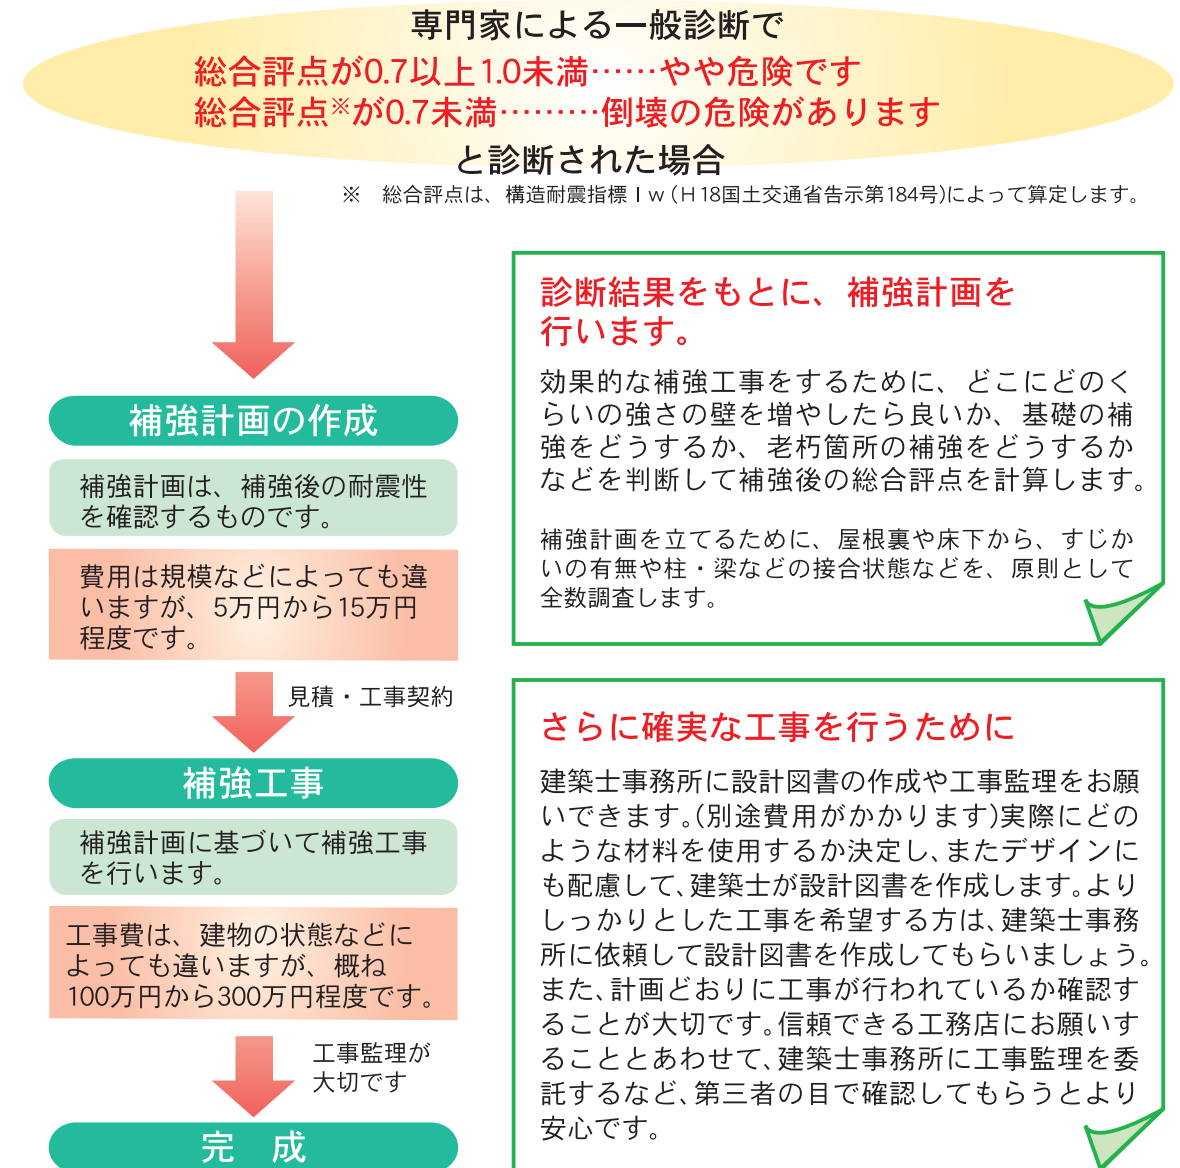 専門家による一般診断で
総合評点が0.7以上1.0未満……やや危険です
総合評点※が0.7未満………倒壊の危険があります
と診断された場合
※　総合評点は、構造耐震指標Ｉｗ(Ｈ18国土交通省告示第184号)によって算定します。
補強計画の作成
補強計画は、補強後の耐震性
を確認するものです。
費用は規模などによっても違
いますが、5万円から15万円
程度です。
見積・工事契約
補強工事
補強計画に基づいて補強工事
を行います。
工事費は、建物の状態などに
よっても違いますが、概ね
100万円から300万円程度です。
工事監理が
大切です
完　成
診断結果をもとに、補強計画を
行います。
効果的な補強工事をするために、どこにどのく
らいの強さの壁を増やしたら良いか、基礎の補
強をどうするか、老朽箇所の補強をどうするか
などを判断して補強後の総合評点を計算します。
補強計画を立てるために、屋根裏や床下から、すじか
いの有無や柱・梁などの接合状態などを、原則として
全数調査します。
さらに確実な工事を行うために
建築士事務所に設計図書の作成や工事監理をお願
いできます。(別途費用がかかります)実際にどの
ような材料を使用するか決定し、またデザインに
も配慮して、建築士が設計図書を作成します。より
しっかりとした工事を希望する方は、建築士事務
所に依頼して設計図書を作成してもらいましょう。
また、計画どおりに工事が行われているか確認す
ることが大切です。信頼できる工務店にお願いす
ることとあわせて、建築士事務所に工事監理を委
託するなど、第三者の目で確認してもらうとより
安心です。